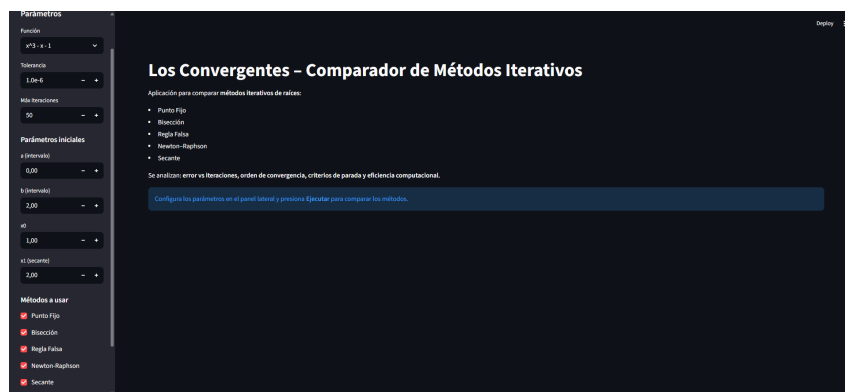 Parámetros
Función
x^3 - x - 1
Tolerancia
1.0e-6
Máx iteraciones
50
Parámetros iniciales
a (intervalo)
0,00
b (intervalo)
2,00
x0
1,00
x1 (secante)
2,00
Métodos a usar
Punto Fijo
Bisección
Regla Falsa
Newton-Raphson
Secante
Deploy
Los Convergentes – Comparador de Métodos Iterativos
Aplicación para comparar métodos iterativos de raíces:
• Punto Fijo
• Bisección
• Regla Falsa
• Newton–Raphson
• Secante
Se analizan: error vs iteraciones, orden de convergencia, criterios de parada y eficiencia computacional.
Configura los parámetros en el panel lateral y presiona Ejecutar para comparar los métodos.